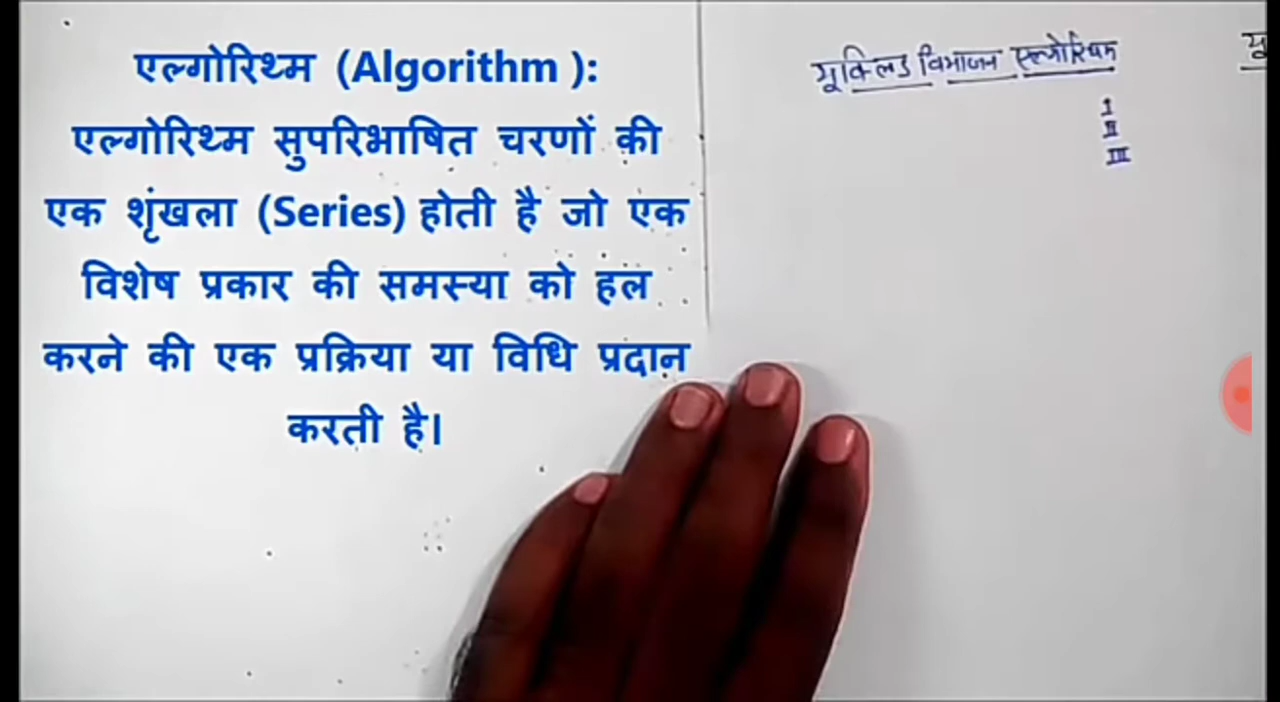 एल्गोरिथ्म (Algorithm ):
एल्गोरिथ्म सुपरिभाषित चरणों की
एक शृंखला (Series) होती है जो एक
विशेष प्रकार की समस्या को हल
करने की एक प्रक्रिया या विधि प्रदान
करती है।
यूक्लिड विभाजन एल्गोरिथम
I
II
III
यू